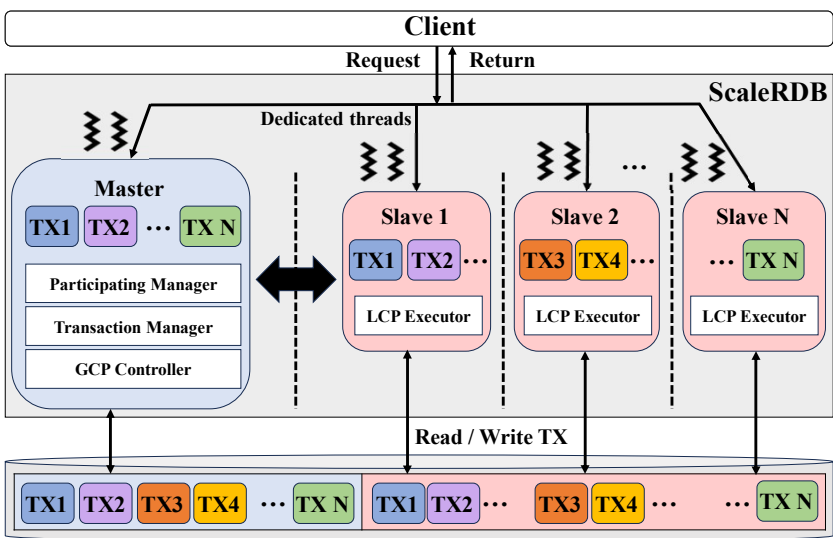 Client
Request
Return
ScaleRDB
Dedicated threads
...
Master
TX1 TX2 ... TX N
Participating Manager
Transaction Manager
GCP Controller
Slave 1
TX1 TX2 ...
LCP Executor
Slave 2
TX3 TX4 ...
LCP Executor
Slave N
... TX N
LCP Executor
Read / Write TX
TX1 TX2 TX3 TX4 ... TX N
TX1 TX2 ... TX3 TX4 ... ... TX N